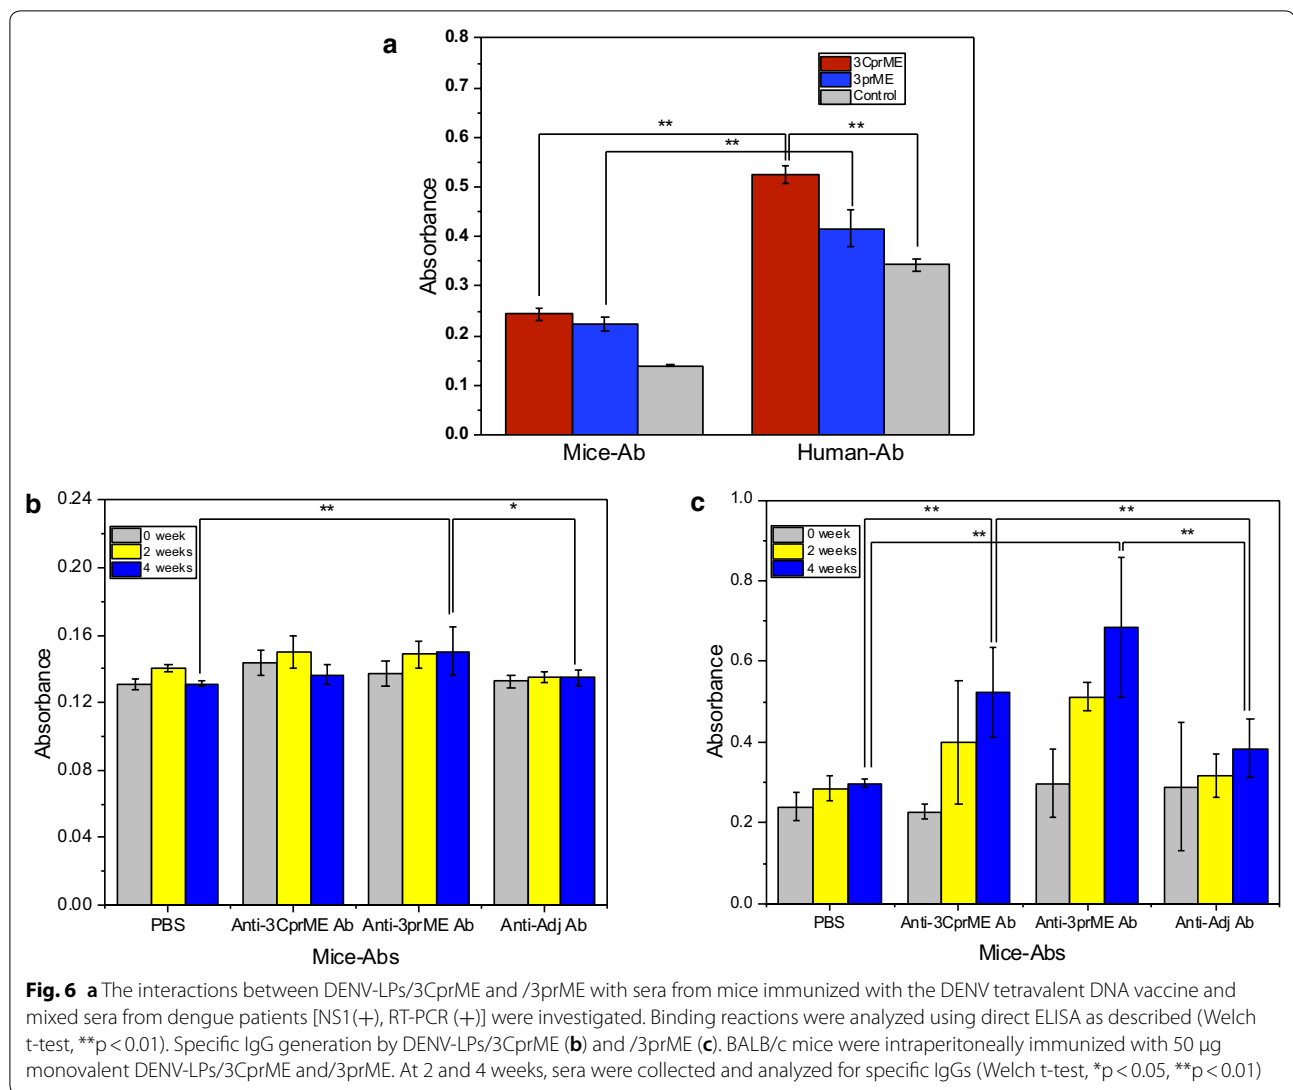 a
0.8
0.7
0.6
0.5
0.4
0.3
0.2
0.1
0.0
Absorbance
3CprME
3prME
Control
**
**
**
Mice-Ab
Human-Ab
b
0.24
0.20
0.16
0.12
0.08
0.04
0.00
Absorbance
0 week
2 weeks
4 weeks
**
*
PBS
Anti-3CprME Ab
Anti-3prME Ab
Anti-Adj Ab
Mice-Abs
c
1.0
0.8
0.6
0.4
0.2
0.0
Absorbance
0 week
2 weeks
4 weeks
**
**
**
**
PBS
Anti-3CprME Ab
Anti-3prME Ab
Anti-Adj Ab
Mice-Abs
Fig. 6 a The interactions between DENV-LPs/3CprME and /3prME with sera from mice immunized with the DENV tetravalent DNA vaccine and
mixed sera from dengue patients [NS1(+), RT-PCR (+)] were investigated. Binding reactions were analyzed using direct ELISA as described (Welch
t-test, **p < 0.01). Specific IgG generation by DENV-LPs/3CprME (b) and /3prME (c). BALB/c mice were intraperitoneally immunized with 50 μg
monovalent DENV-LPs/3CprME and/3prME. At 2 and 4 weeks, sera were collected and analyzed for specific IgGs (Welch t-test, *p < 0.05, **p < 0.01)